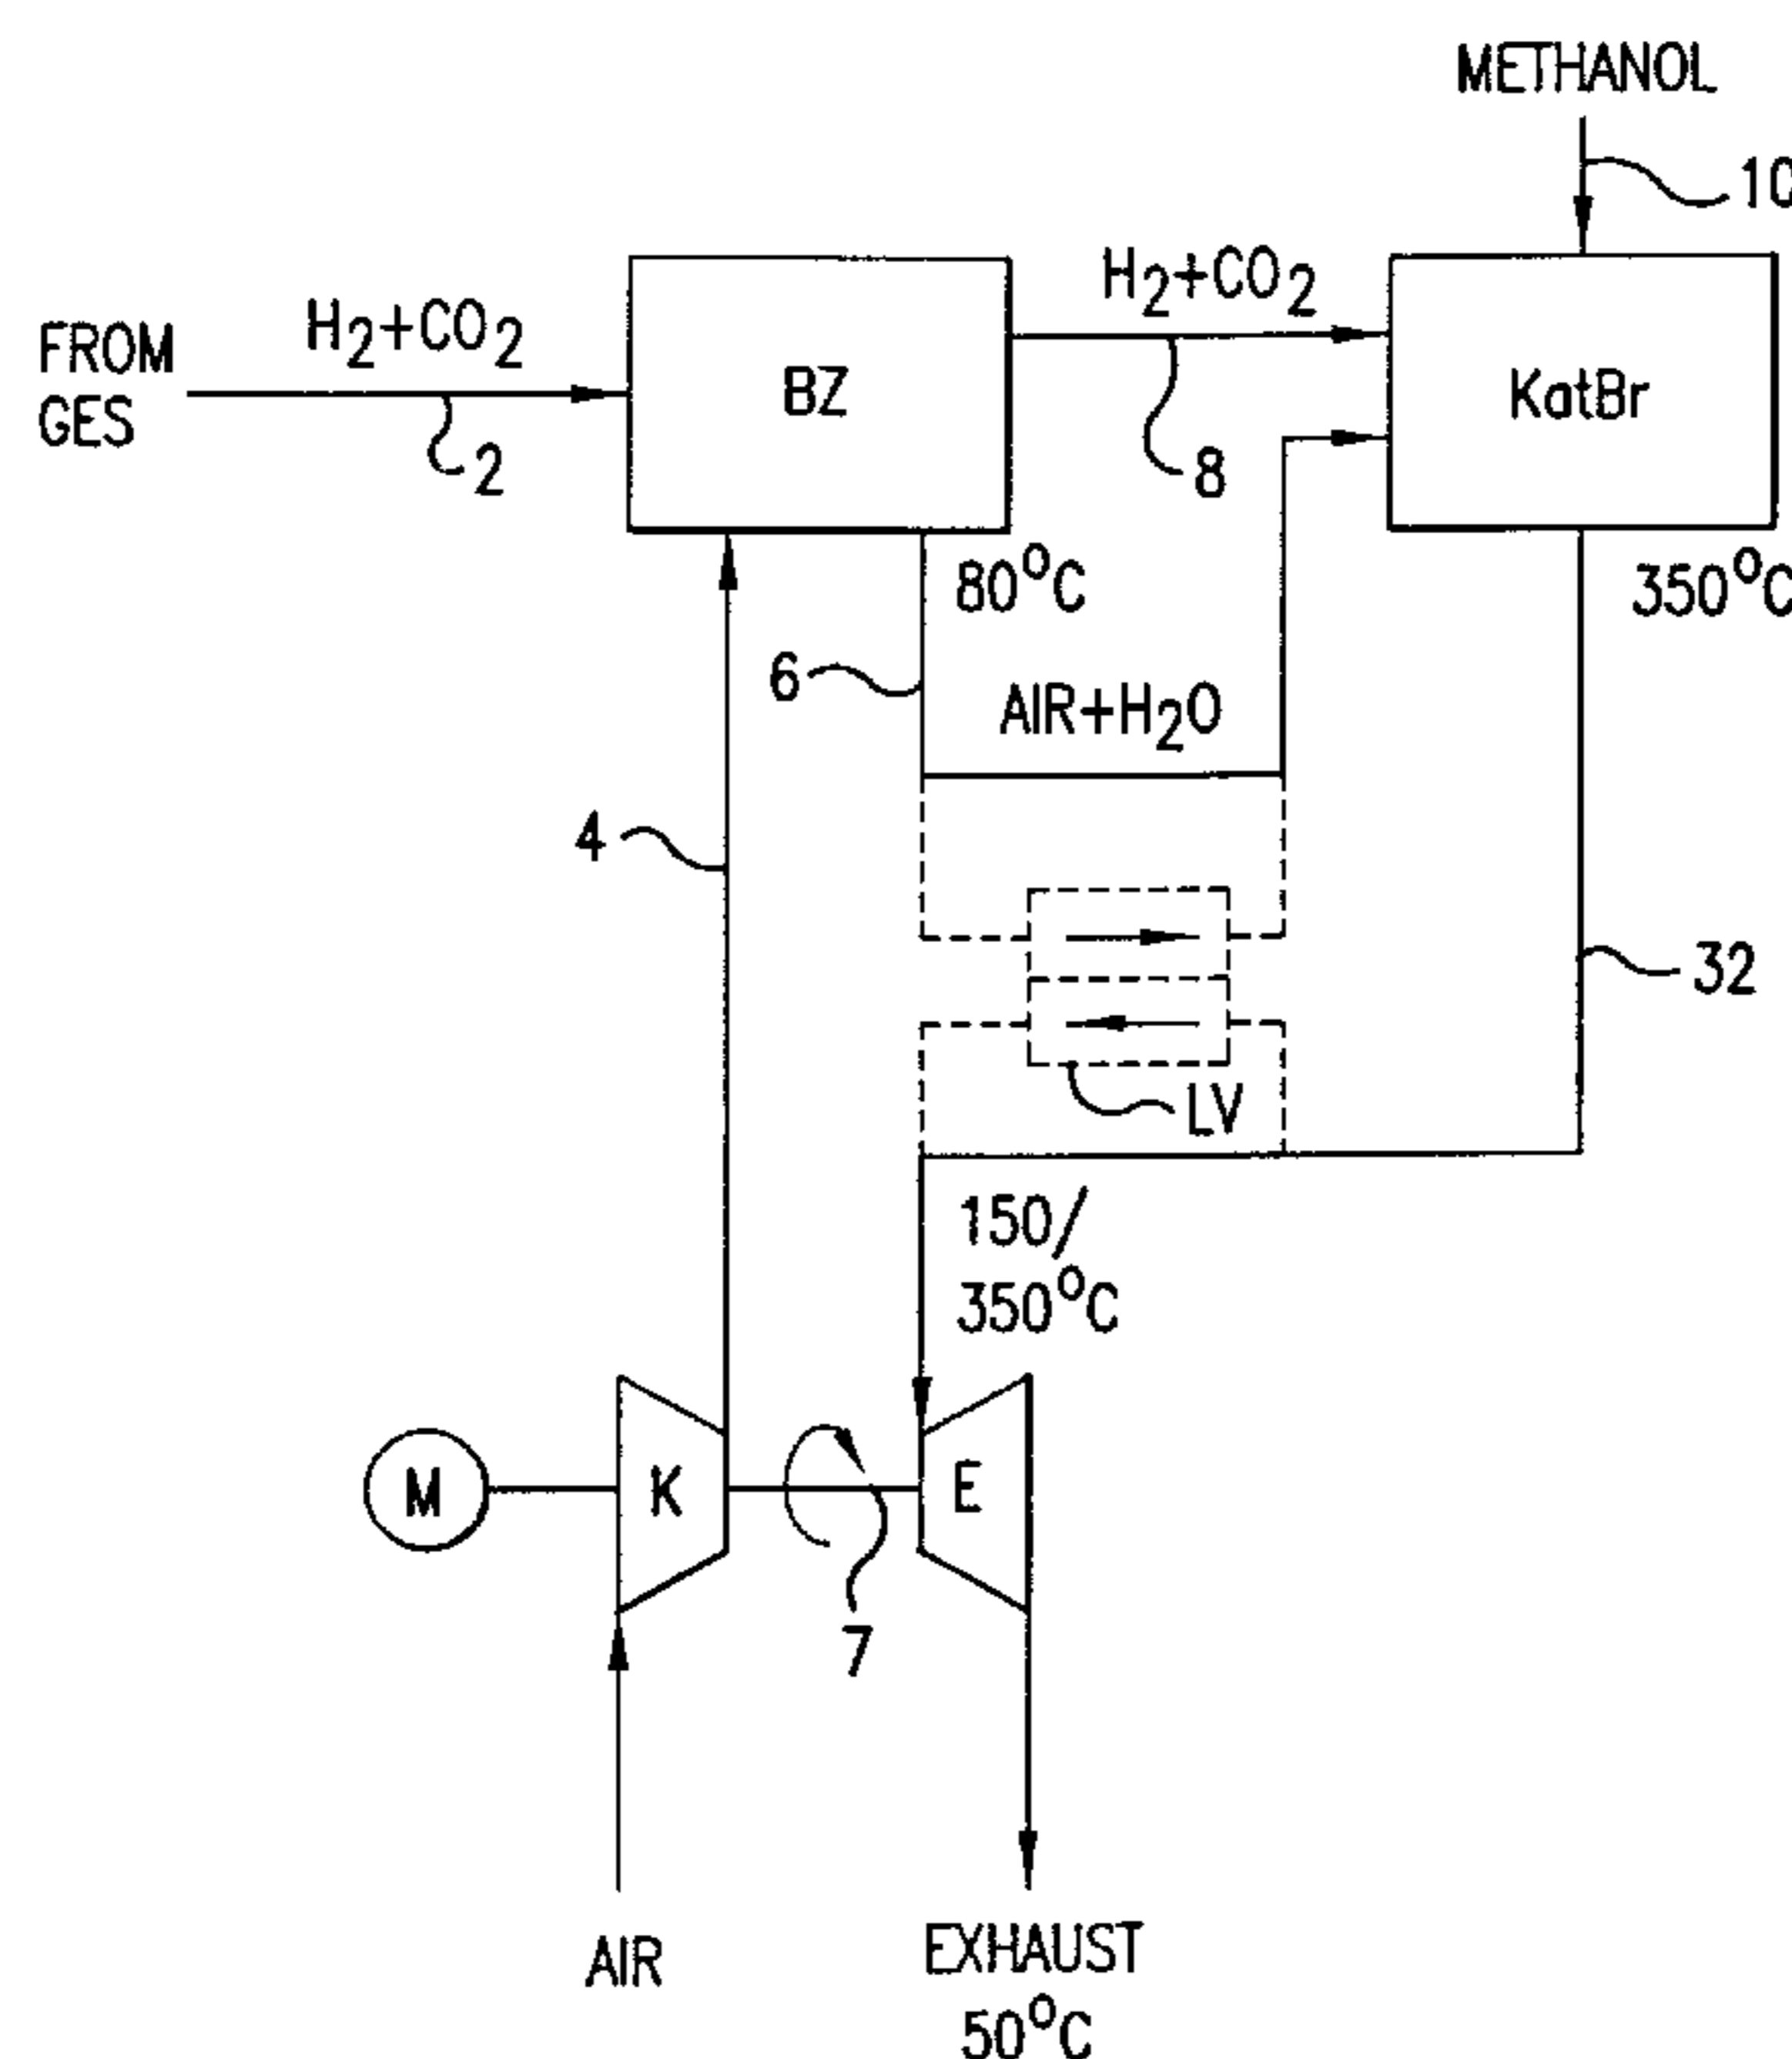 METHANOL
10
H2+CO2
H2+CO2
FROM
GES
BZ
KatBr
2
8
80°C
350°C
6
AIR+H2O
4
32
LV
150/
350°C
M
K
E
7
AIR
EXHAUST
50°C